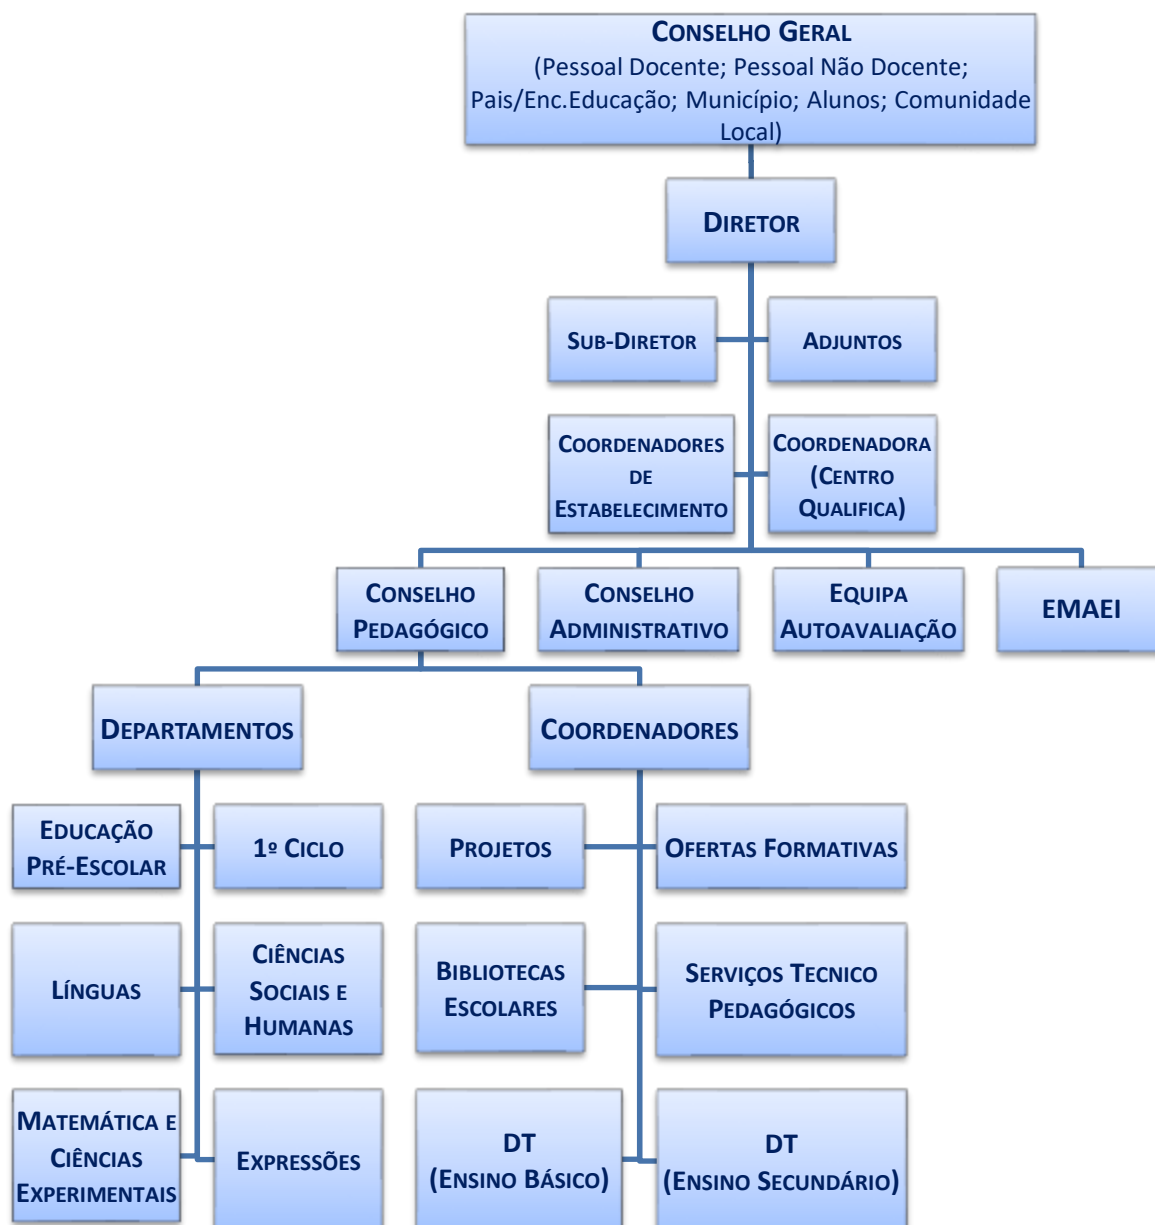 CONSELHO GERAL
(Pessoal Docente; Pessoal Não Docente;
Pais/Enc.Educação; Município; Alunos; Comunidade
Local)
DIRETOR
SUB-DIRETOR
ADJUNTOS
COORDENADORES
DE
ESTABELECIMENTO
COORDENADORA
(CENTRO
QUALIFICA)
CONSELHO
PEDAGÓGICO
CONSELHO
ADMINISTRATIVO
EQUIPA
AUTOAVALIAÇÃO
EMAEI
DEPARTAMENTOS
COORDENADORES
EDUCAÇÃO
PRÉ-ESCOLAR
1º CICLO
PROJETOS
OFERTAS FORMATIVAS
LÍNGUAS
CIÊNCIAS
SOCIAIS E
HUMANAS
BIBLIOTECAS
ESCOLARES
SERVIÇOS TECNICO
PEDAGÓGICOS
MATEMÁTICA E
CIÊNCIAS
EXPERIMENTAIS
EXPRESSÕES
DT
(ENSINO BÁSICO)
DT
(ENSINO SECUNDÁRIO)